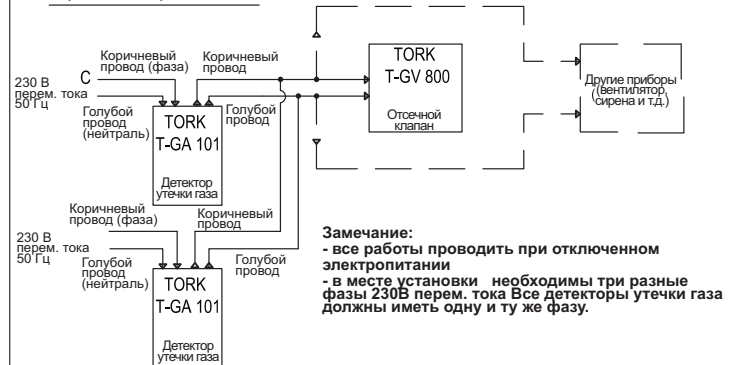 Коричневый
провод (фаза)
Коричневый
провод
230 В
перем. тока
50 Гц
С
Голубой
провод
(нейтраль)
TORK
T-GA 101
Детектор
утечки газа
Голубой
провод
TORK
T-GV 800
Отсечной
клапан
Другие приборы
(вентилятор,
сирена и т.д.)
Коричневый
провод (фаза)
Коричневый
провод
230 В
перем. тока
50 Гц
Голубой
провод
(нейтраль)
TORK
T-GA 101
Детектор
утечки газа
Голубой
провод
Замечание:
- все работы проводить при отключенном
электропитании
- в месте установки необходимы три разные
фазы 230В перем. тока Все детекторы утечки газа
должны иметь одну и ту же фазу.